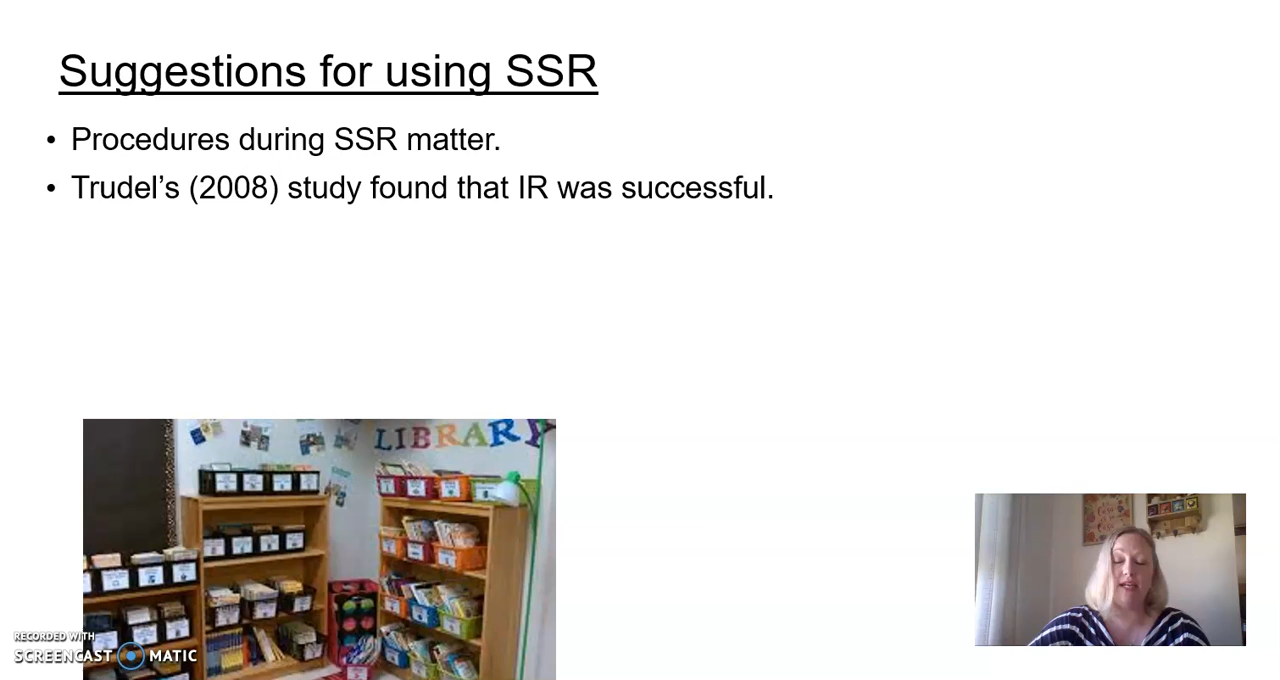 Suggestions for using SSR
• Procedures during SSR matter.
• Trudel’s (2008) study found that IR was successful.
LIBRARY
RECORDED WITH
SCREENCAST MATIC